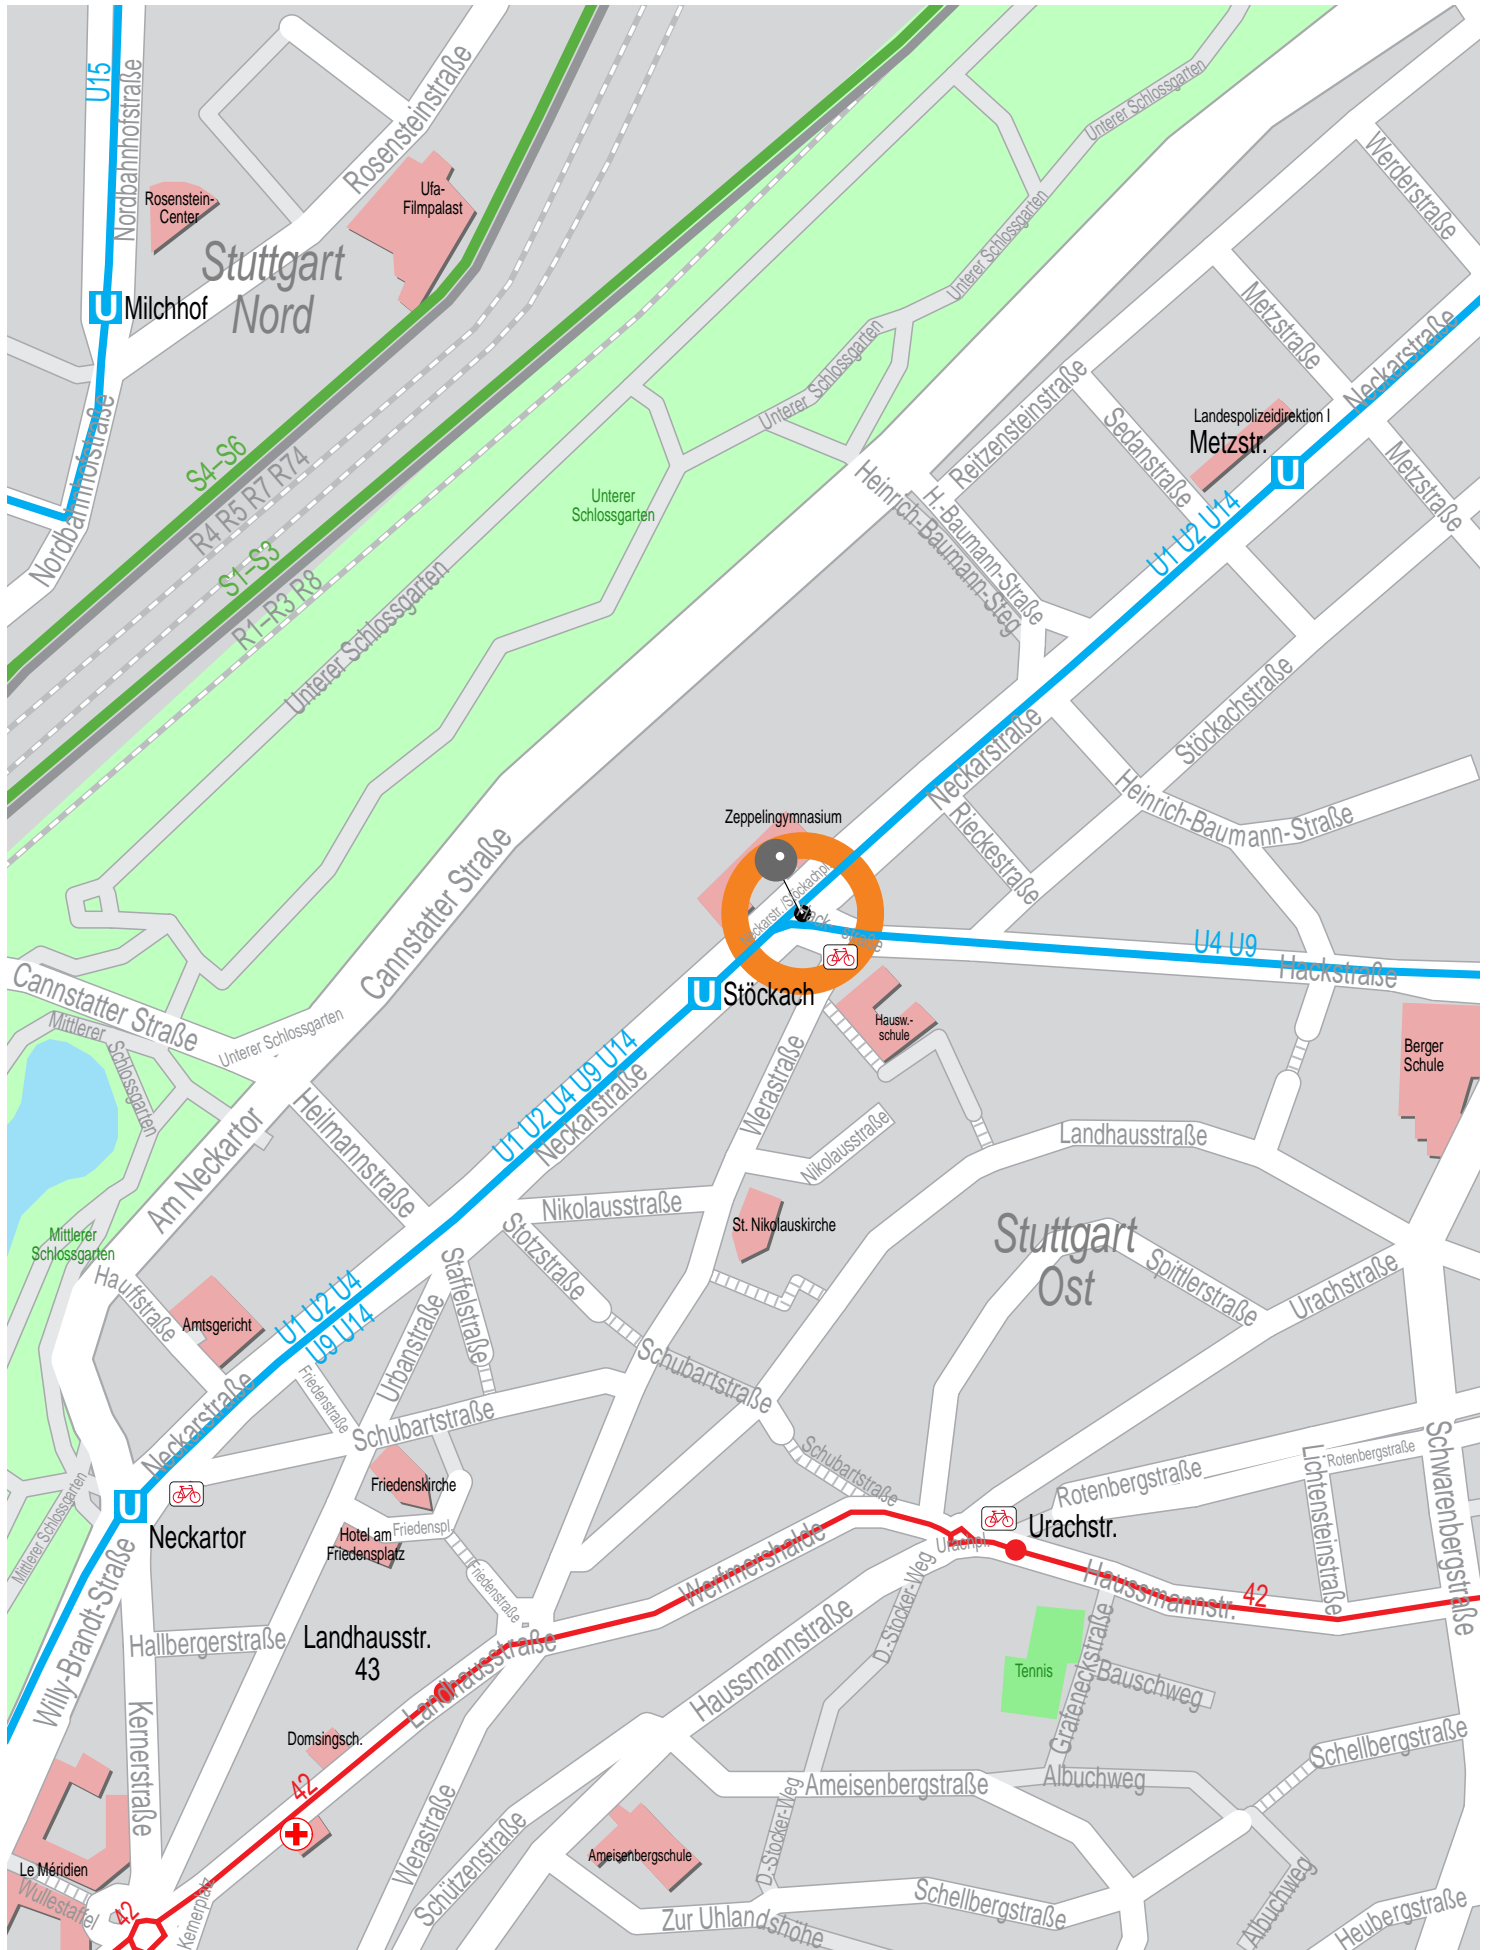 U15
Nordbahnhofstraße
Rosensteinstraße
Rosenstein-
Center
Ufa-
Filmpalast
Stuttgart
Nord
U
Milchhof
Nordbahnhofstraße
S4–S6
R4 R5 R7 R74
S1–S3
R1–R3 R8
Unterer Schlossgarten
Unterer Schlossgarten
Unterer Schlossgarten
Unterer Schlossgarten
Unterer
Schlossgarten
Werderstraße
Metzstraße
Neckarstraße
Reitzensteinstraße
Sedanstraße
Landespolizeidirektion I
Metzstr.
U
Metzstraße
U1 U2 U14
Heinrich-Baumann-Steg
H.-Baumann-Straße
Neckarstraße
Stöckachstraße
Heinrich-Baumann-Straße
Rieckestraße
Zeppelingymnasium
Neckarstr./Stöckachpl.
Hack-
straße
U4 U9
Hackstraße
U
Stöckach
Hausw.-
schule
Berger
Schule
Cannstatter Straße
Cannstatter Straße
Unterer Schlossgarten
Mittlerer Schlossgarten
Am Neckartor
Heilmannstraße
U1 U2 U4 U9 U14
Neckarstraße
Werastraße
Nikolausstraße
Landhausstraße
Nikolausstraße
St. Nikolauskirche
Stuttgart
Ost
Spittlerstraße
Urachstraße
Mittlerer
Schlossgarten
Hauffstraße
Amtsgericht
U1 U2 U4
U9 U14
Stotzstraße
Staffelstraße
Urbanstraße
Friedenstraße
Schubartstraße
Schubartstraße
Schubartstraße
Neckarstraße
Friedenskirche
Hotel am
Friedensplatz
Friedenspl.
Friedenstraße
U
Neckartor
Mittlerer Schlossgarten
Willy-Brandt-Straße
Hallbergerstraße
Kernerstraße
Landhausstr.
43
Landhausstraße
Werfmershalde
Urachpl.
Urachstr.
Rotenbergstraße
Rotenbergstraße
Lichtensteinstraße
Schwarenbergstraße
Haussmannstr.
42
Haussmannstraße
D.-Stocker-Weg
Tennis
Grafeneckstraße
Bauschweg
Albuchweg
Ameisenbergstraße
Schellbergstraße
Domsingsch.
42
Werastraße
Schützenstraße
Ameisenbergschule
D-Stocker-Weg
Zur Uhlandshöhe
Schellbergstraße
Albuchweg
Heubergstraße
Le Méridien
Wullestaffel
42
Kernerplatz